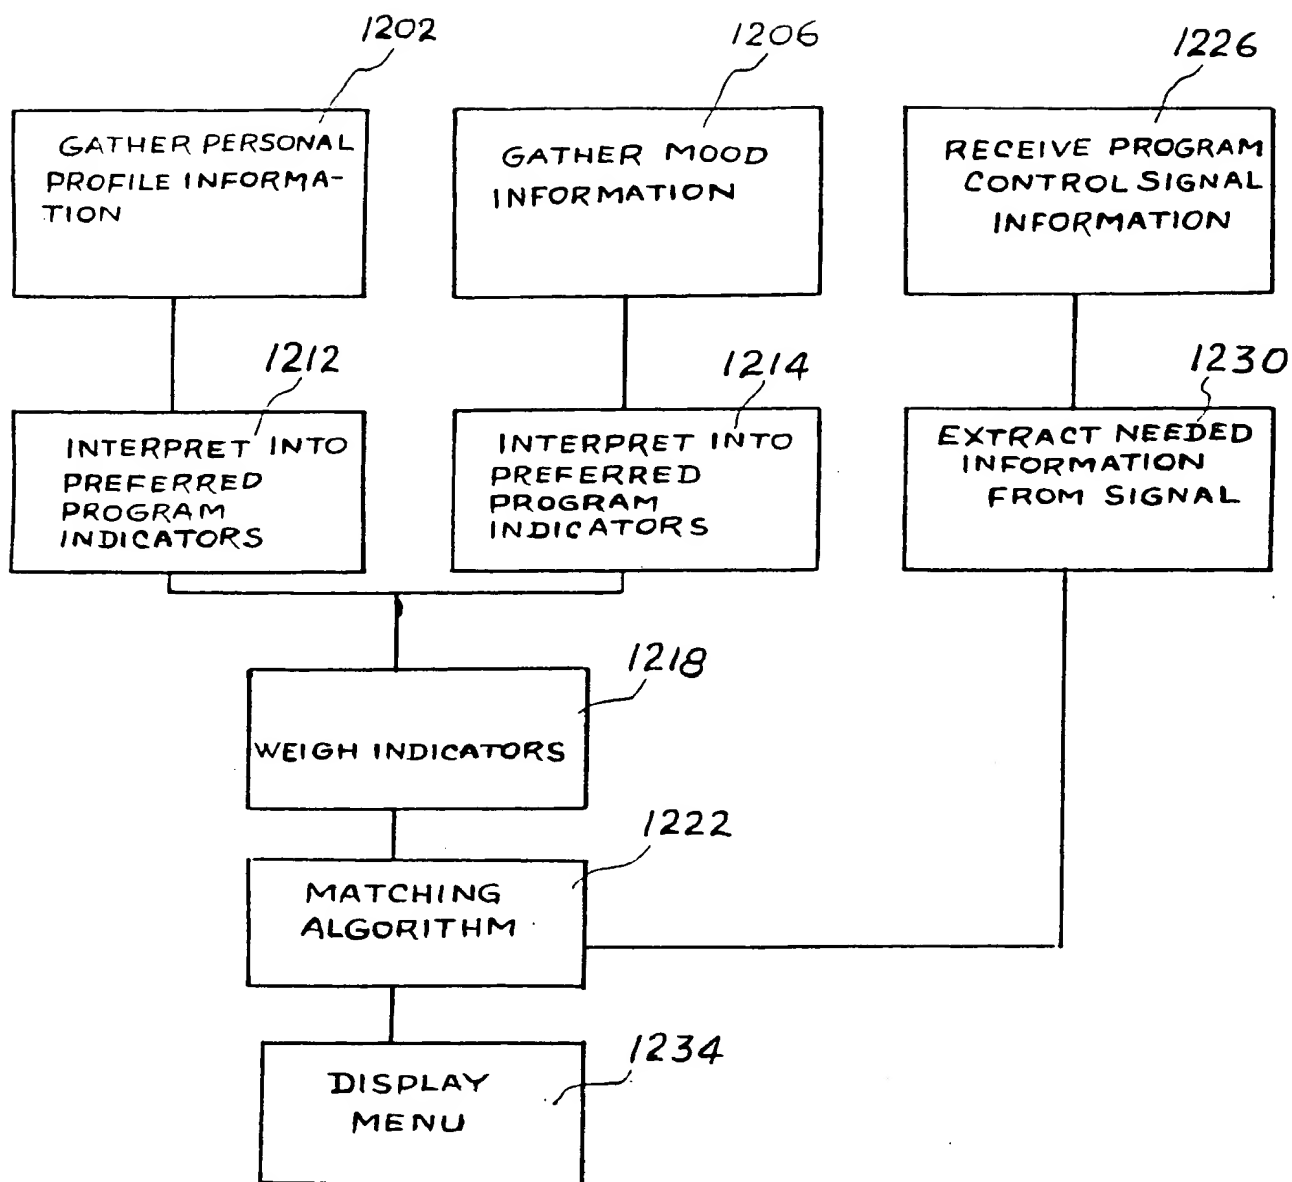 1202
GATHER PERSONAL
PROFILE INFORMA-
TION
1206
GATHER MOOD
INFORMATION
1226
RECEIVE PROGRAM
CONTROL SIGNAL
INFORMATION
1212
INTERPRET INTO
PREFERRED
PROGRAM
INDICATORS
1214
INTERPRET INTO
PREFERRED
PROGRAM
INDICATORS
1230
EXTRACT NEEDED
INFORMATION
FROM SIGNAL
1218
WEIGH INDICATORS
1222
MATCHING
ALGORITHM
1234
DISPLAY
MENU